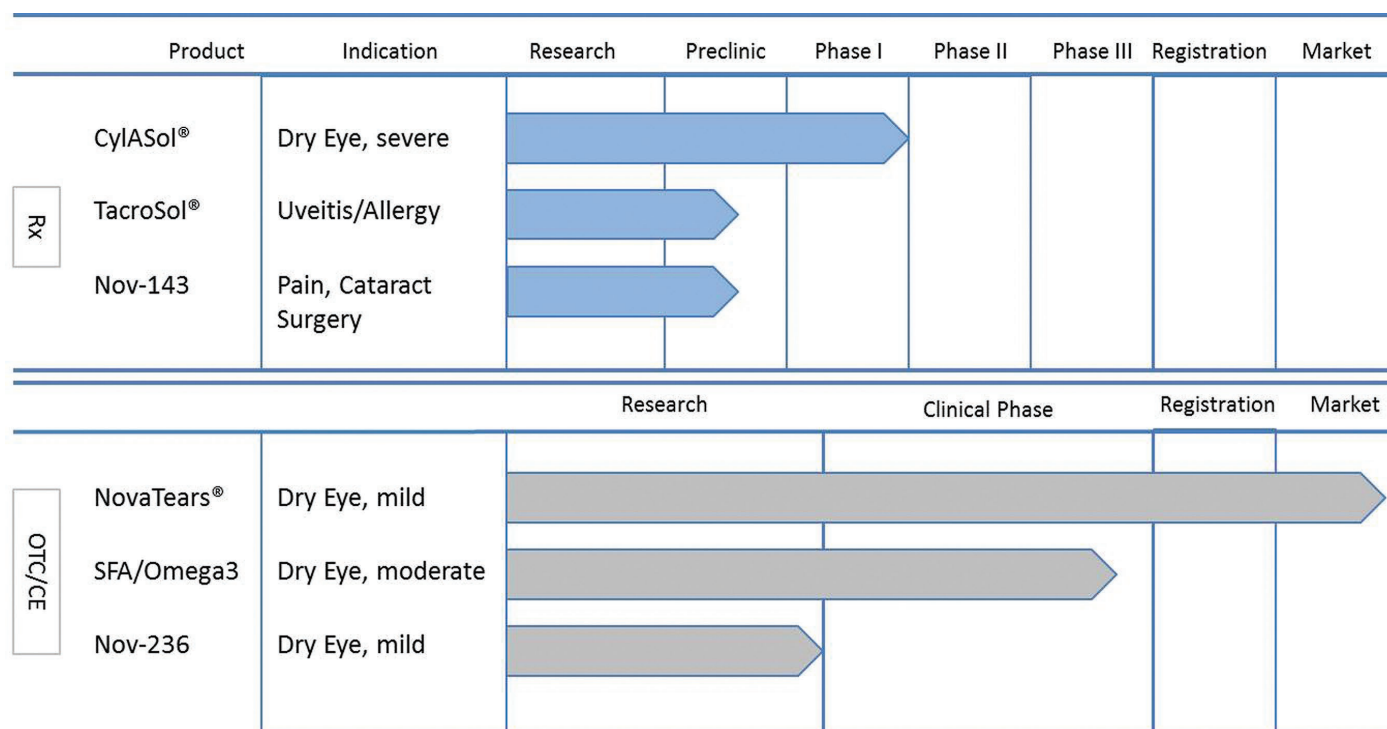 Product Indication Research Preclinic Phase I Phase II Phase III Registration Market
Rx
CylASol® Dry Eye, severe
TacroSol® Uveitis/Allergy
Nov-143 Pain, Cataract
Surgery
Research Clinical Phase Registration Market
OTC/CE
NovaTears® Dry Eye, mild
SFA/Omega3 Dry Eye, moderate
Nov-236 Dry Eye, mild